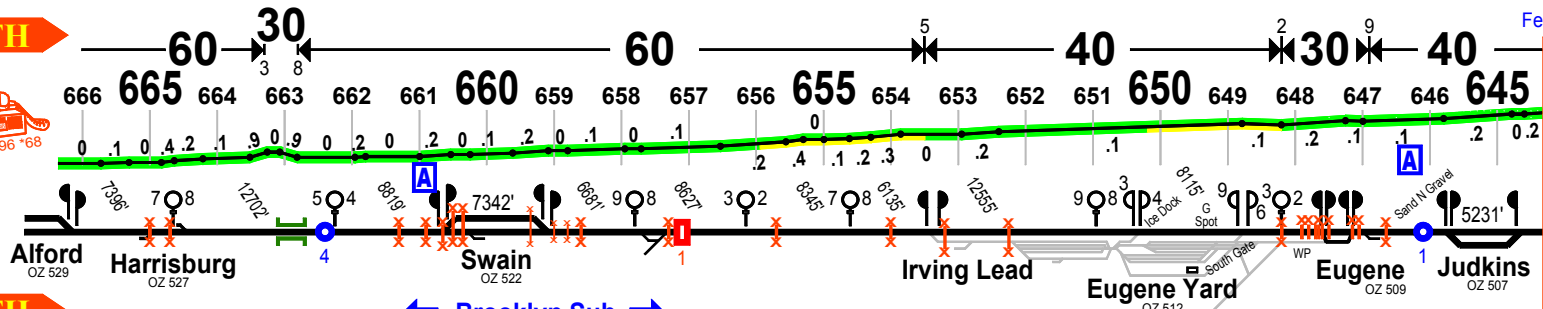 TH
30
5
2
9
Fe
60
60
40
30
40
3 8
666 665 664 663 662 661 660 659 658 657 656 655 654 653 652 651 650 649 648 647 646 645
D
96 *68
0 .1 0 .4 .2 .1 .9 0 .9 0 .2 0 .2 0 .1 .2 0 .1 0 .1 .2 .4 0 .1 .2 .3 0 .2 .1 .1 .2 .1 .1 .2 0 .2
A
A
7396' 7 8 12702' 5 4 8819' 7342' 6681' 9 8 8627' 3 2 8345' 7 8 6135' 12555' 9 8 3 4 8115' 9 6 3 2 5231'
Ice Dock
G
Spot
Sand N Gravel
South Gate
WP
4
1
1
Alford
OZ 529
Harrisburg
OZ 527
Swain
OZ 522
Irving Lead
Eugene Yard
OZ 512
Eugene
OZ 509
Judkins
OZ 507
TH
Brooklyn Sub